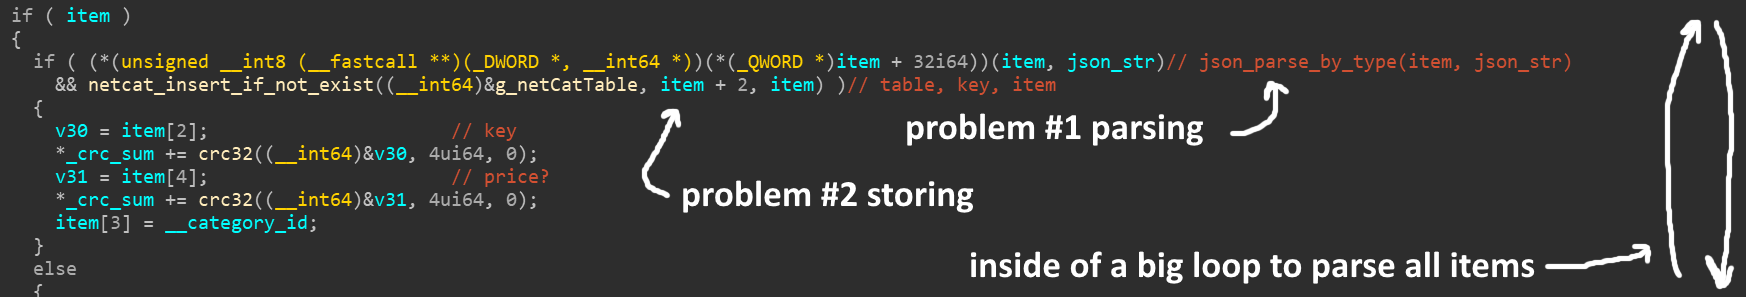 if ( item )
{
if ( (*(unsigned __int8 (__fastcall **)(_DWORD *, __int64 *))(*(_QWORD *)item + 32i64))(item, json_str)// json_parse_by_type(item, json_str)
&& netcat_insert_if_not_exist((__int64)&g_netCatTable, item + 2, item) )// table, key, item
{
problem #1 parsing
v30 = item[2]; // key
*_crc_sum += crc32((__int64)&v30, 4ui64, 0);
v31 = item[4]; // price?
problem #2 storing
*_crc_sum += crc32((__int64)&v31, 4ui64, 0);
item[3] = __category_id;
}
inside of a big loop to parse all items
else
{